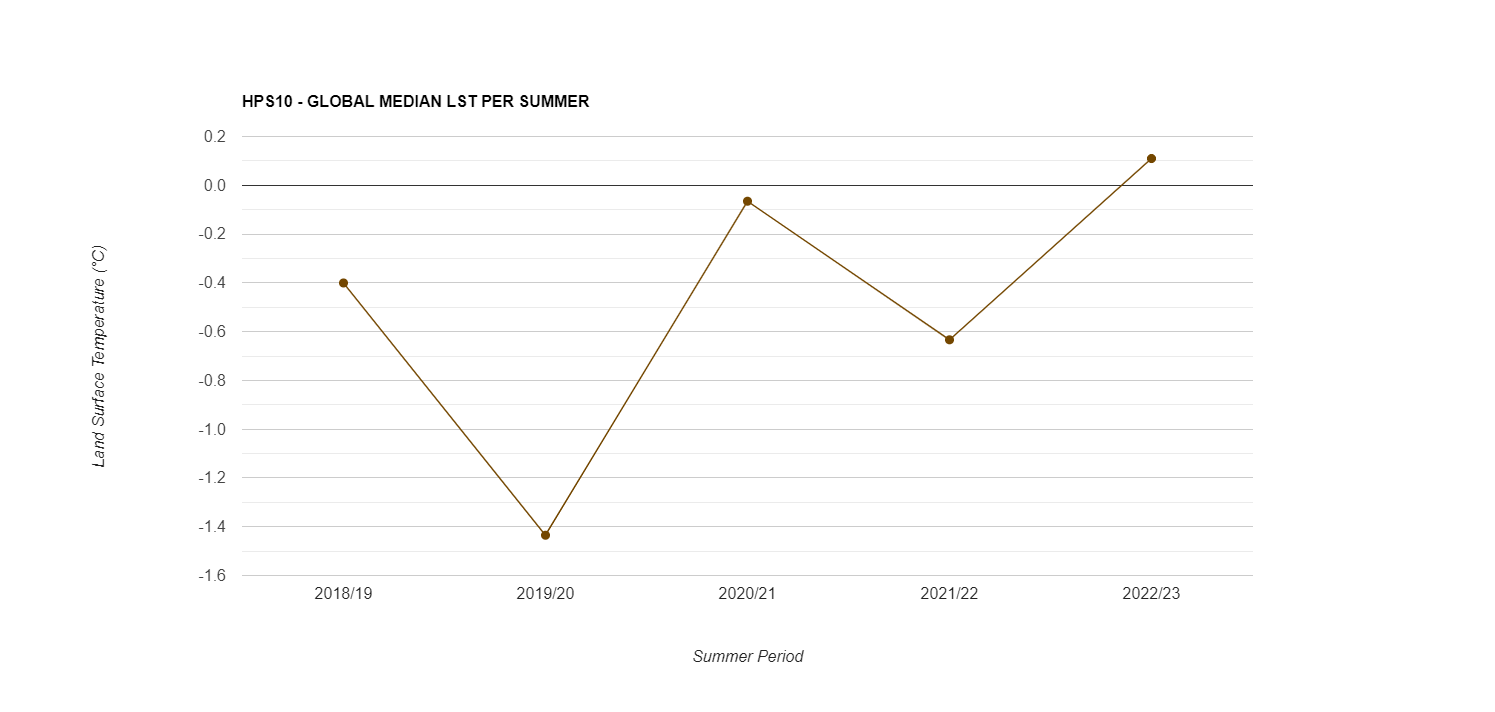 HPS10 - GLOBAL MEDIAN LST PER SUMMER
0.2
0.0
-0.2
-0.4
-0.6
-0.8
-1.0
-1.2
-1.4
-1.6
Land Surface Temperature (°C)
2018/19 2019/20 2020/21 2021/22 2022/23
Summer Period